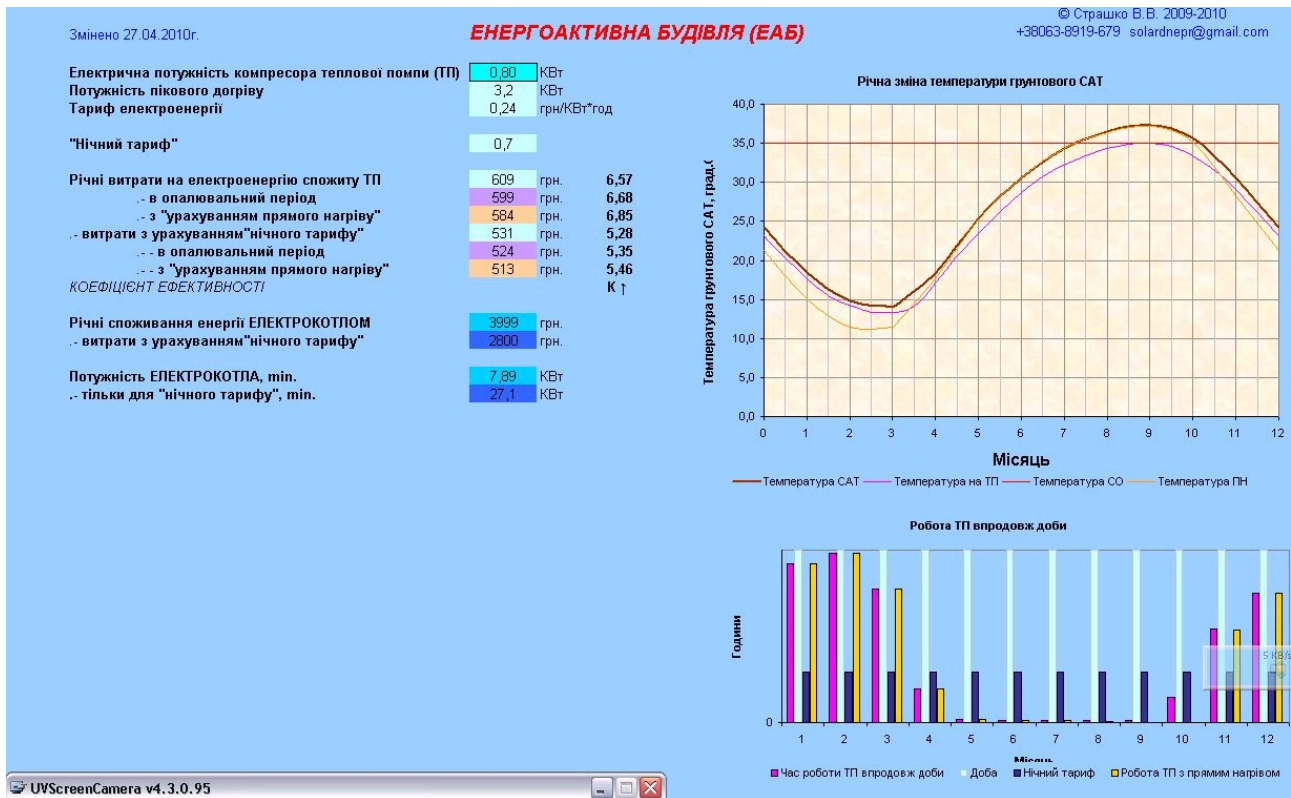 © Страшко В.В. 2009-2010
Змінено 27.04.2010г.
ЕНЕРГОАКТИВНА БУДІВЛЯ (ЕАБ)
+38063-8919-679 solardnepr@gmail.com
Електрична потужність компресора теплової помпи (ТП) 0,80 КВт
Потужність пікового догріву 3,2 КВт
Тариф електроенергії 0,24 грн/КВт*год
"Нічний тариф" 0,7
Річні витрати на електроенергію спожиту ТП 609 грн. 6,57
.- в опалювальний період 599 грн. 6,68
.- з "урахуванням прямого нагріву" 584 грн. 6,85
.- витрати з урахуванням"нічного тарифу" 531 грн. 5,28
.- - в опалювальний період 524 грн. 5,35
.- - з "урахуванням прямого нагріву" 513 грн. 5,46
КОЕФІЦІЄНТ ЕФЕКТИВНОСТІ К ↑
Річні споживання енергії ЕЛЕКТРОКОТЛОМ 3999 грн.
.- витрати з урахуванням"нічного тарифу" 2800 грн.
Потужність ЕЛЕКТРОКОТЛА, min. 7,89 КВт
.- тільки для "нічного тарифу", min. 27,1 КВт
Річна зміна температури грунтового САТ
Температура грунтового САТ, град.
40,0
35,0
30,0
25,0
20,0
15,0
10,0
5,0
0,0
0 1 2 3 4 5 6 7 8 9 10 11 12
Місяць
Температура САТ Температура на ТП Температура СО Температура ПН
Робота ТП впродовж доби
Години
5 KB/s
0
1 2 3 4 5 6 7 8 9 10 11 12
Місяць
Час роботи ТП впродовж доби Доба Нічний тариф Робота ТП з прямим нагрівом
UVScreenCamera v4.3.0.95